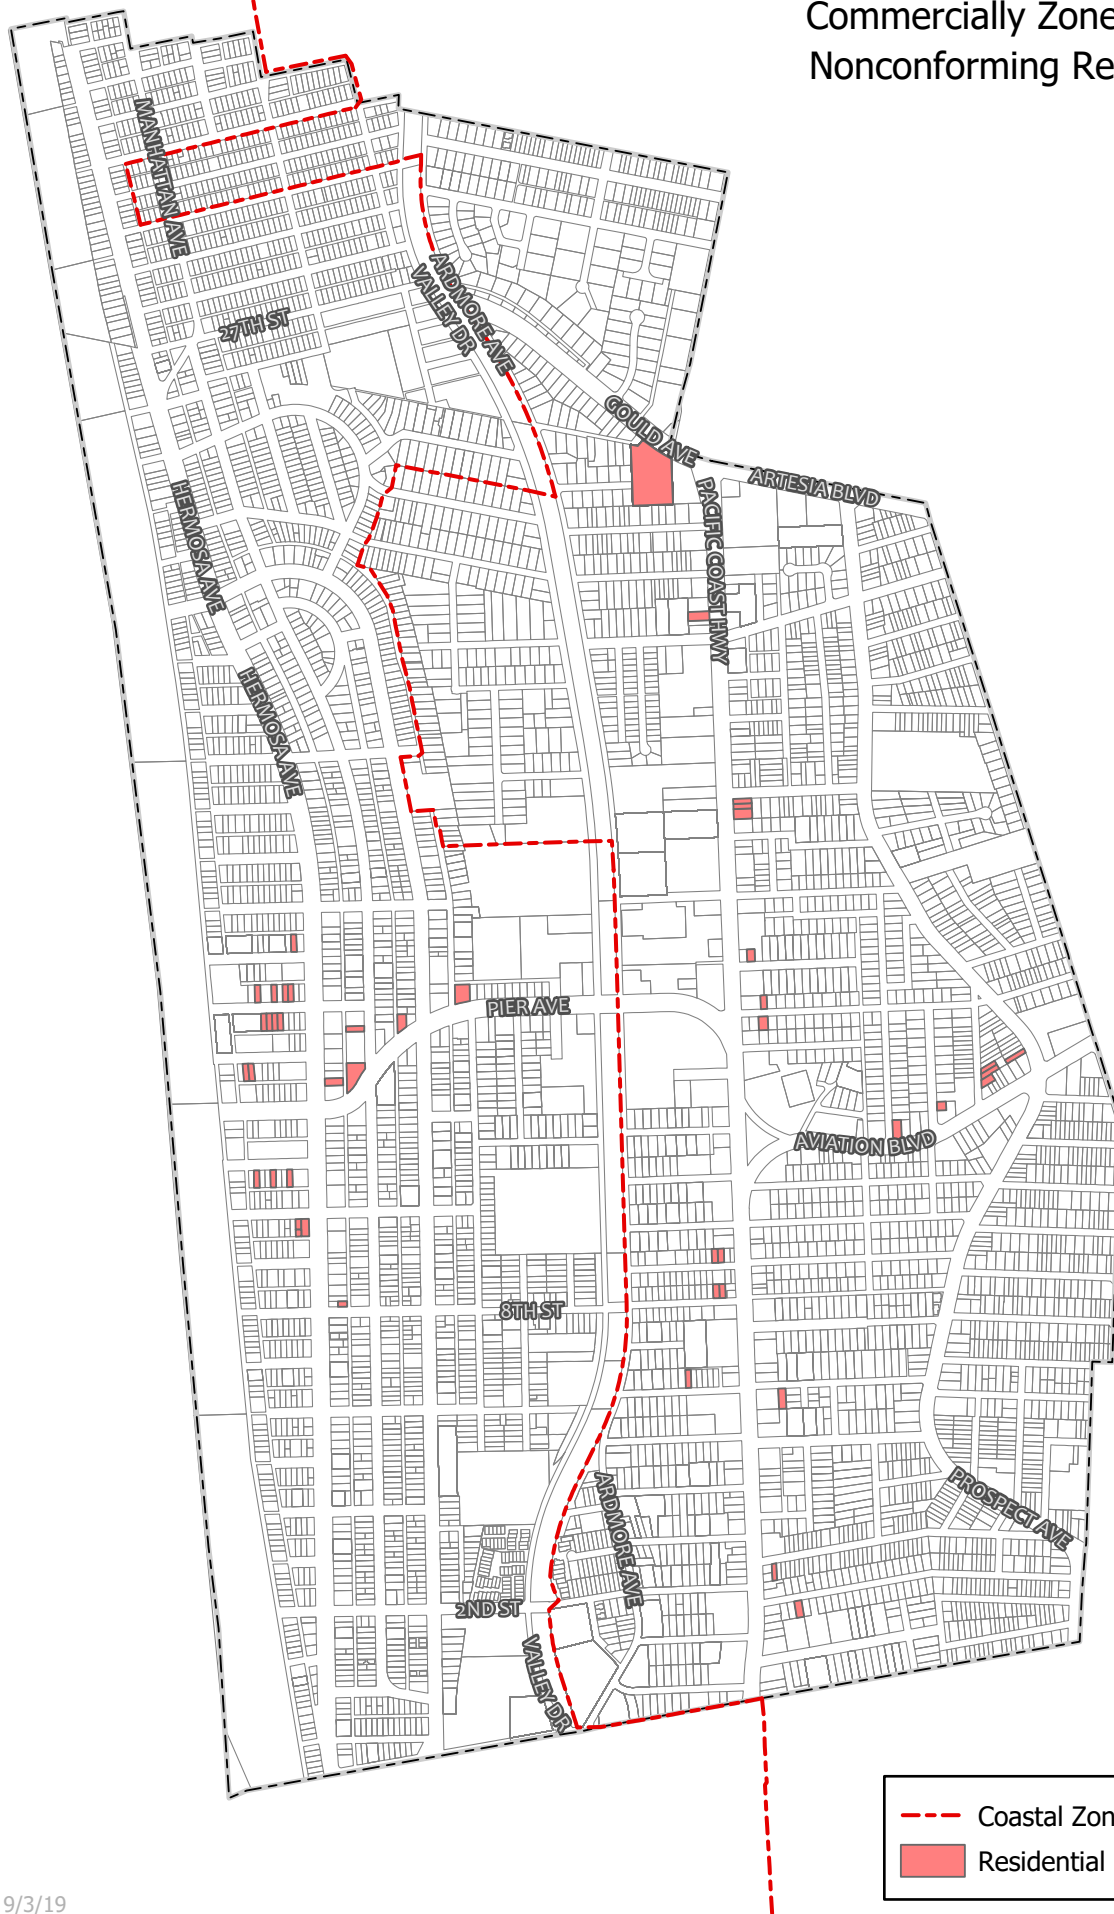 Commercially Zone
Nonconforming Re
MANHATTAN AVE
27TH ST
ARDMORE AVE
VALLEY DR
GOULD AVE
ARTESIA BLVD
PACIFIC COAST HWY
HERMOSA AVE
HERMOSA AVE
PIER AVE
AVIATION BLVD
8TH ST
ARDMORE AVE
PROSPECT AVE
2ND ST
VALLEY DR
Coastal Zon
Residential
9/3/19